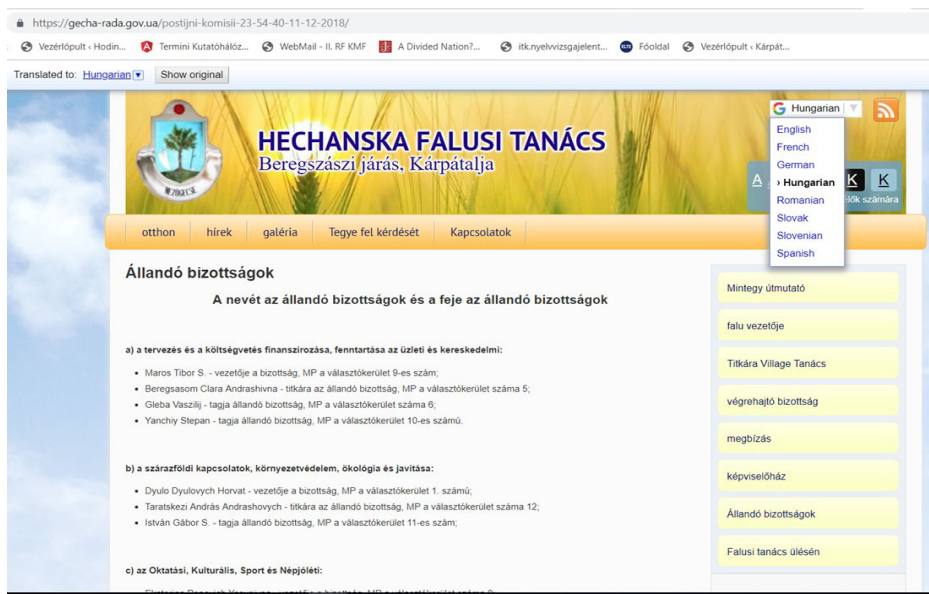 https://gecha-rada.gov.ua/postijni-komisii-23-54-40-11-12-2018/
Vezérlőpult ‹ Hodin... Termini Kutatóhálóz... WebMail - II. RF KMF A Divided Nation?... itk.nyelvvizsgajelent... Főoldal Vezérlőpult ‹ Kárpát...
Translated to: Hungarian Show original
HECHANSKA FALUSI TANÁCS
Beregszászi járás, Kárpátalja
MEZŐGECSE
G Hungarian
English
French
German
› Hungarian
Romanian
Slovak
Slovenian
Spanish
A K K
számára
otthon hírek galéria Tegye fel kérdését Kapcsolatok
Állandó bizottságok
A nevét az állandó bizottságok és a feje az állandó bizottságok
a) a tervezés és a költségvetés finanszírozása, fenntartása az üzleti és kereskedelmi:
• Maros Tibor S. - vezetője a bizottság, MP a választókerület 9-es szám;
• Beregsasom Clara Andrashivna - titkára az állandó bizottság, MP a választókerület száma 5;
• Gleba Vaszilij - tagja állandó bizottság, MP a választókerület száma 6;
• Yanchiy Stepan - tagja állandó bizottság, MP a választókerület 10-es számú.
b) a szárazföldi kapcsolatok, környezetvédelem, ökológia és javítása:
• Dyulo Dyulovych Horvat - vezetője a bizottság, MP a választókerület 1. számú;
• Taratskezi András Andrashovych - titkára az állandó bizottság, MP a választókerület száma 12;
• István Gábor S. - tagja állandó bizottság, MP a választókerület 11-es szám;
c) az Oktatási, Kulturális, Sport és Népjóléti:
Mintegy útmutató
falu vezetője
Titkára Village Tanács
végrehajtó bizottság
megbízás
képviselőház
Állandó bizottságok
Falusi tanács ülésén